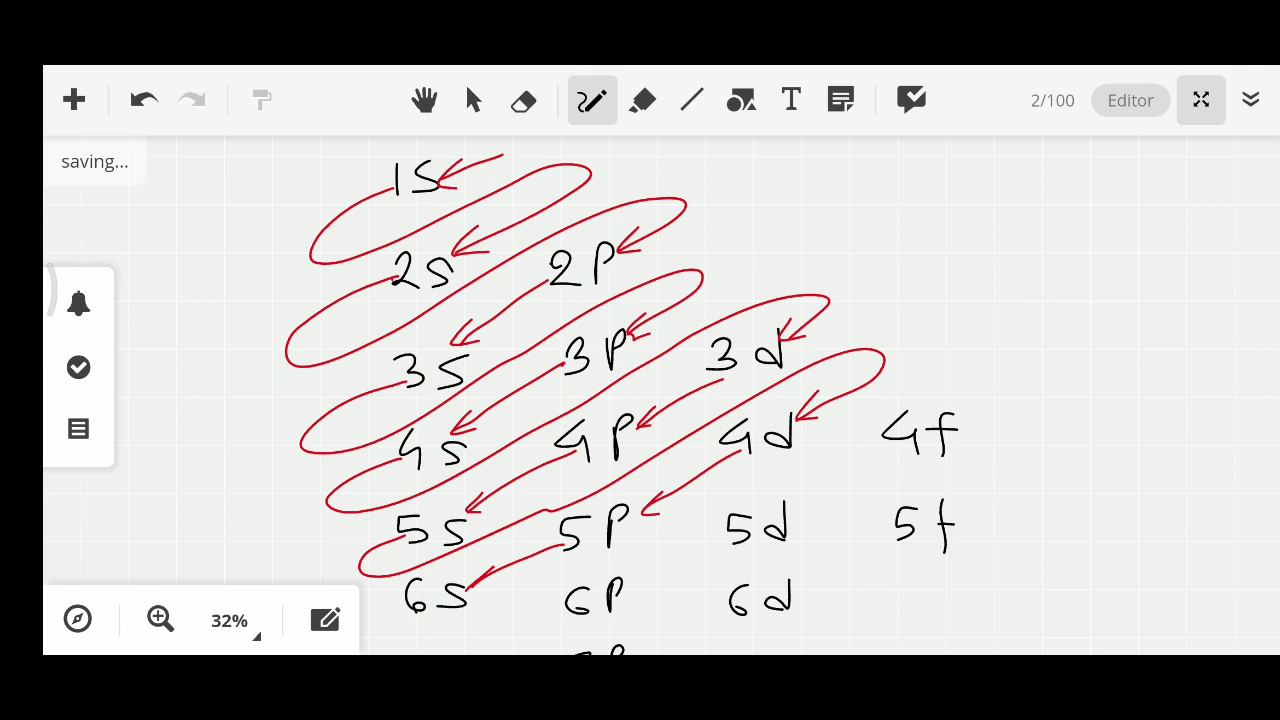 2/100 Editor
saving...
1S
2S 2P
3S 3P 3d
4S 4P 4d 4f
5S 5P 5d 5f
6S 6P 6d
32%